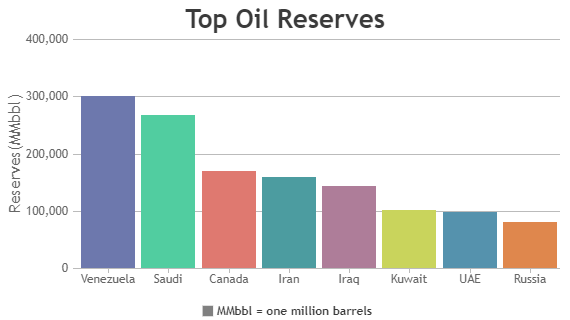 Top Oil Reserves
400,000
300,000
200,000
100,000
0
Reserves(MMbbl)
Venezuela Saudi Canada Iran Iraq Kuwait UAE Russia
MMbbl = one million barrels